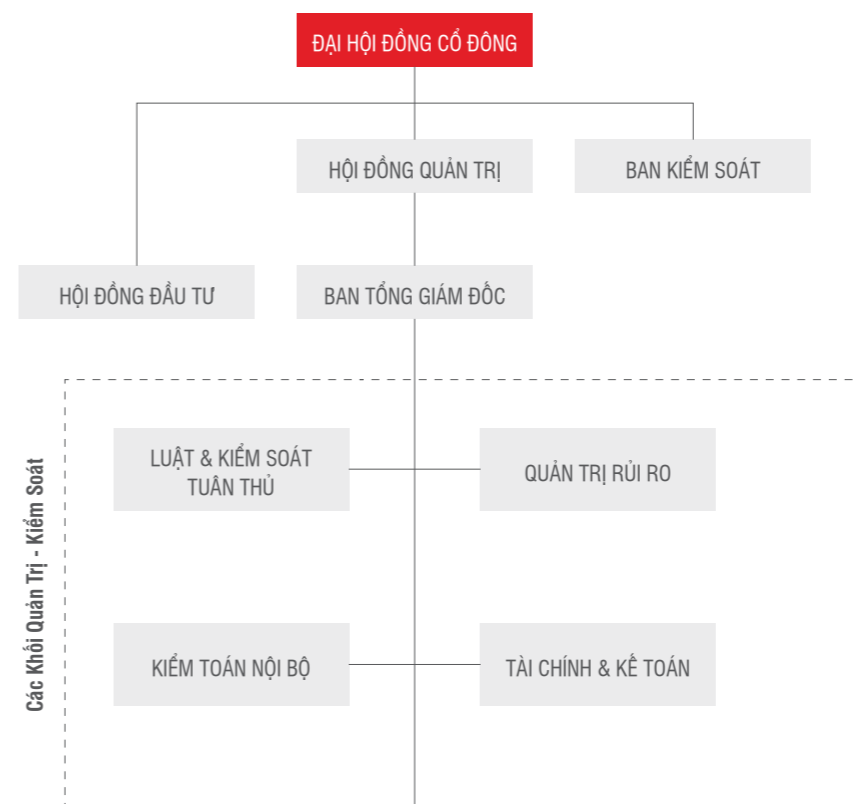 ĐẠI HỘI ĐỒNG CỔ ĐÔNG
HỘI ĐỒNG QUẢN TRỊ
BAN KIỂM SOÁT
HỘI ĐỒNG ĐẦU TƯ
BAN TỔNG GIÁM ĐỐC
Các Khối Quản Trị - Kiểm Soát
LUẬT & KIỂM SOÁT
TUÂN THỦ
QUẢN TRỊ RỦI RO
KIỂM TOÁN NỘI BỘ
TÀI CHÍNH & KẾ TOÁN